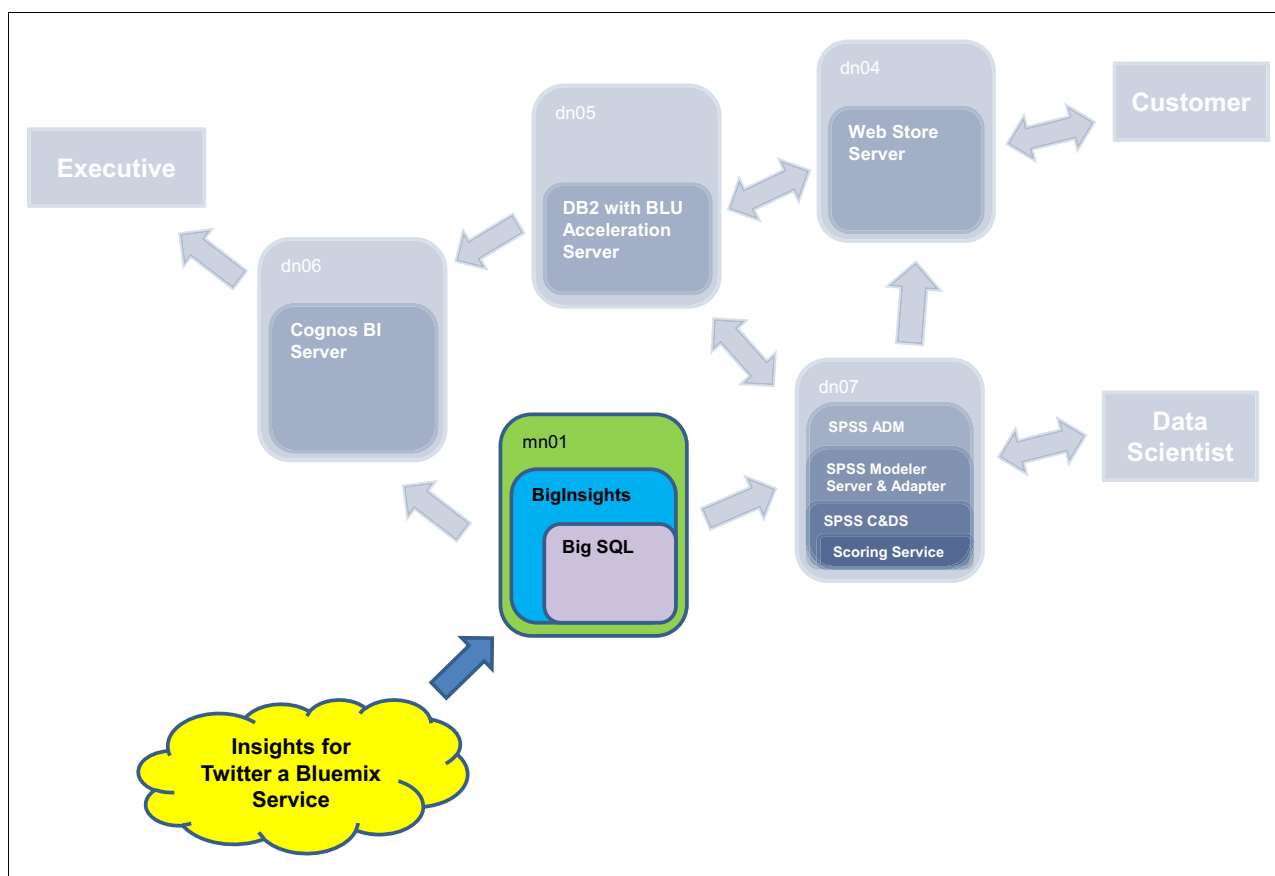 dn04
Customer
Web Store
Server
dn05
Executive
DB2 with BLU
Acceleration
Server
dn06
Cognos BI
Server
dn07
SPSS ADM
SPSS Modeler
Server & Adapter
SPSS C&DS
Scoring Service
Data
Scientist
mn01
BigInsights
Big SQL
Insights for
Twitter a Bluemix
Service